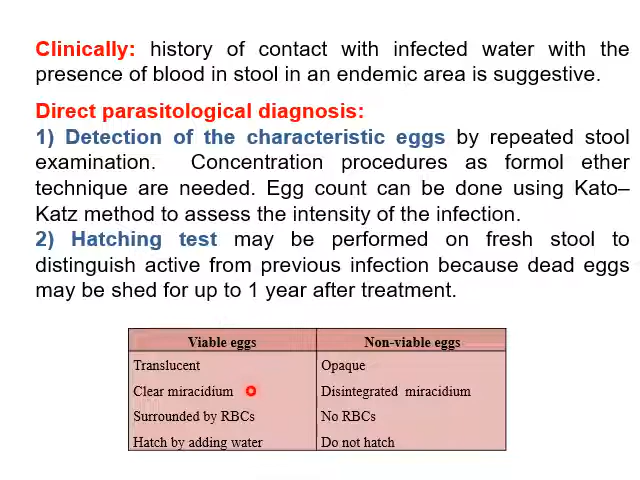 Clinically: history of contact with infected water with the
presence of blood in stool in an endemic area is suggestive.
Direct parasitological diagnosis:
1) Detection of the characteristic eggs by repeated stool
examination. Concentration procedures as formol ether
technique are needed. Egg count can be done using Kato–
Katz method to assess the intensity of the infection.
2) Hatching test may be performed on fresh stool to
distinguish active from previous infection because dead eggs
may be shed for up to 1 year after treatment.
Viable eggs Non-viable eggs
Translucent Opaque
Clear miracidium Disintegrated miracidium
Surrounded by RBCs No RBCs
Hatch by adding water Do not hatch